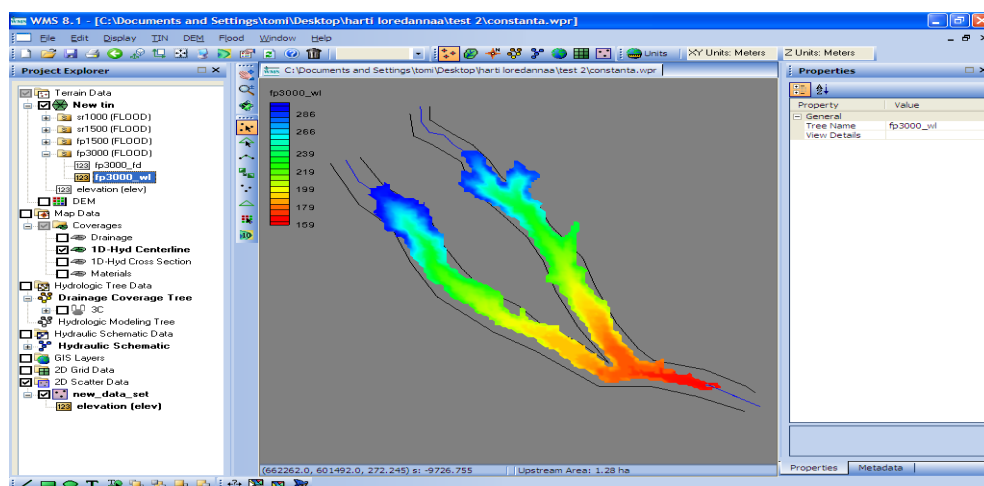 WMS 8.1 - [C:\Documents and Settings\tomi\Desktop\harti loredannaa\test 2\constanta.wpr]
File Edit Display TIN DEM Flood Window Help
Units XY Units: Meters Z Units: Meters
Project Explorer
Terrain Data
New tin
sr1000 (FLOOD)
sr1500 (FLOOD)
fp1500 (FLOOD)
fp3000 (FLOOD)
fp3000_fd
fp3000_wl
elevation (elev)
DEM
Map Data
Coverages
Drainage
1D-Hyd Centerline
1D-Hyd Cross Section
Materials
Hydrologic Tree Data
Drainage Coverage Tree
3C
Hydrologic Modeling Tree
Hydraulic Schematic Data
Hydraulic Schematic
GIS Layers
2D Grid Data
2D Scatter Data
new_data_set
elevation (elev)
C:\Documents and Settings\tomi\Desktop\harti loredannaa\test 2\constanta.wpr
fp3000_wl
286
266
239
219
199
179
159
(662262.0, 601492.0, 272.245) s: -9726.755 Upstream Area: 1.28 ha
Properties
Property Value
General
Tree Name fp3000_wl
View Details
Properties Metadata